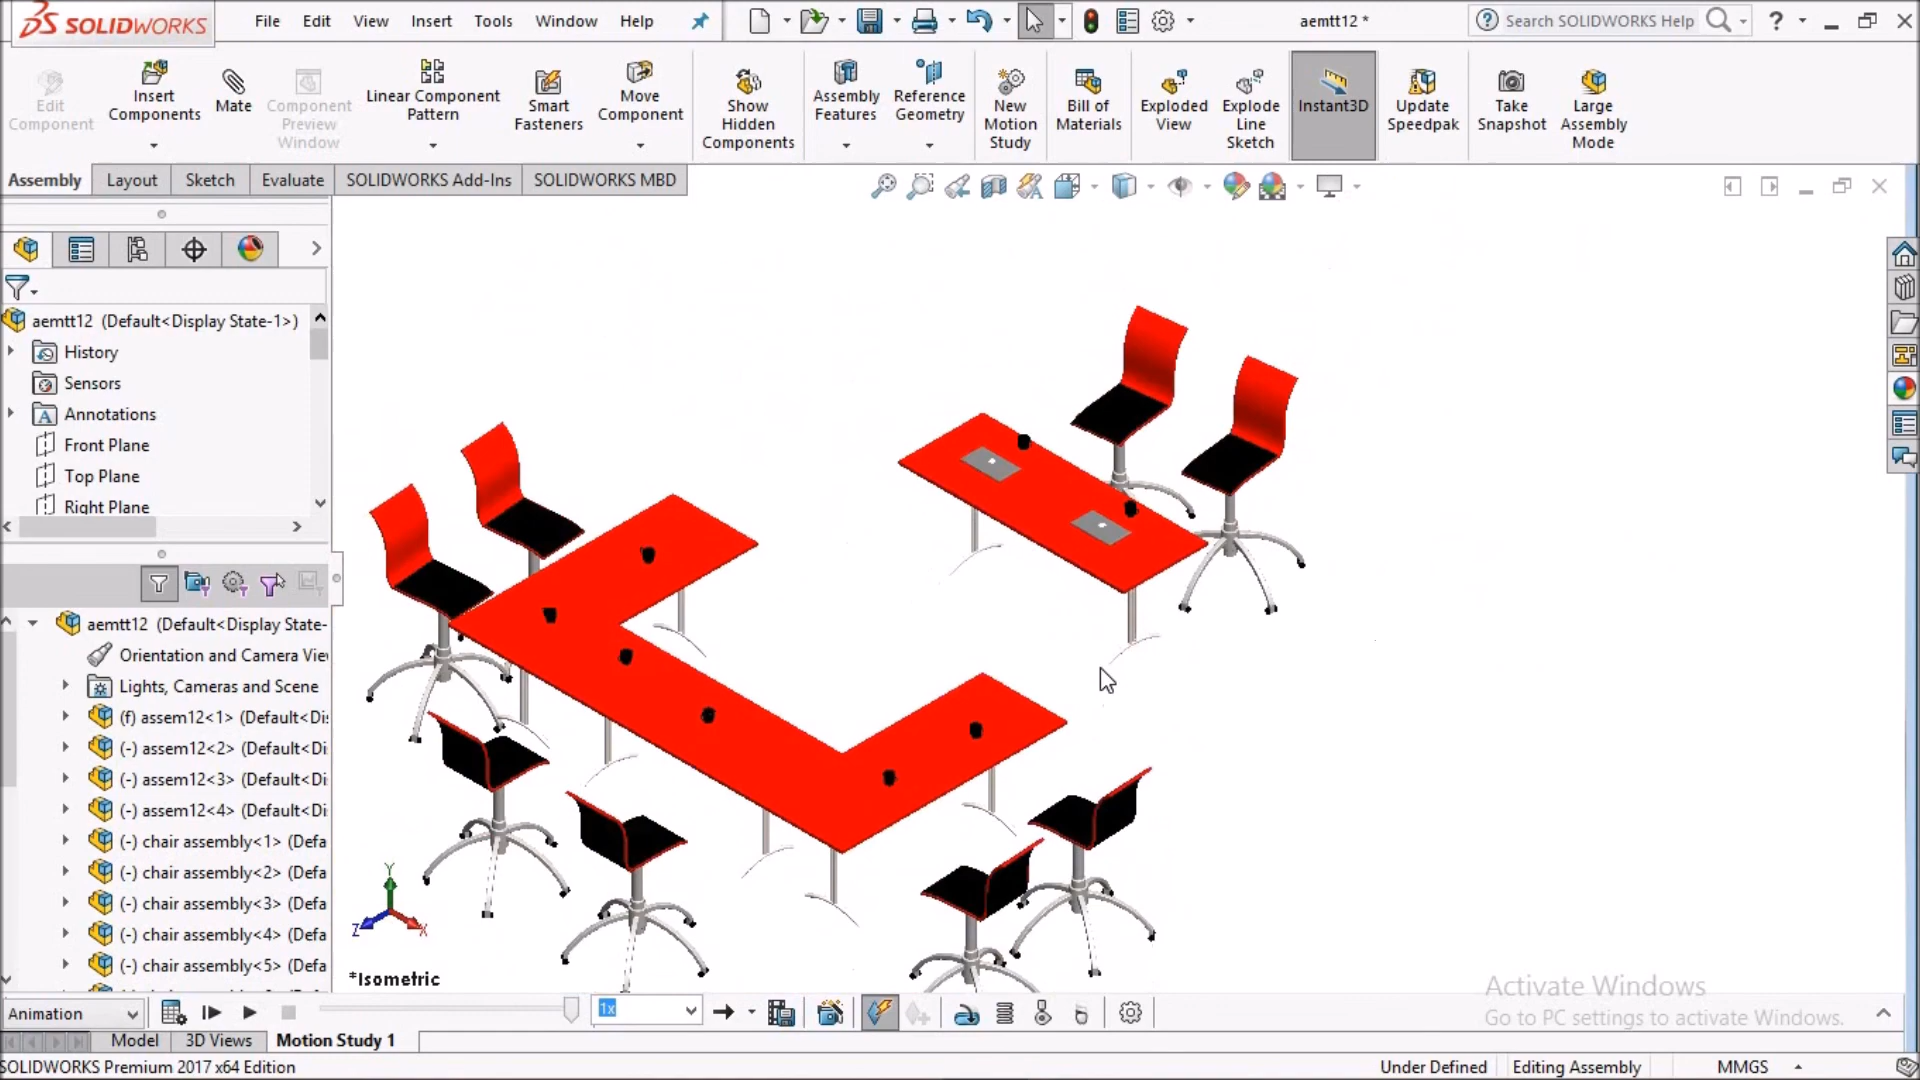 SOLIDWORKS
File Edit View Insert Tools Window Help
aemtt12 *
Search SOLIDWORKS Help
?
Edit Component
Insert Components
Mate
Component Preview Window
Linear Component Pattern
Smart Fasteners
Move Component
Show Hidden Components
Assembly Features
Reference Geometry
New Motion Study
Bill of Materials
Exploded View
Explode Line Sketch
Instant3D
Update Speedpak
Take Snapshot
Large Assembly Mode
Assembly Layout Sketch Evaluate SOLIDWORKS Add-Ins SOLIDWORKS MBD
aemtt12 (Default<Display State-1>)
History
Sensors
Annotations
Front Plane
Top Plane
Right Plane
aemtt12 (Default<Display State-
Orientation and Camera Vie
Lights, Cameras and Scene
(f) assem12<1> (Default<Di
(-) assem12<2> (Default<Di
(-) assem12<3> (Default<Di
(-) assem12<4> (Default<Di
(-) chair assembly<1> (Defa
(-) chair assembly<2> (Defa
(-) chair assembly<3> (Defa
(-) chair assembly<4> (Defa
(-) chair assembly<5> (Defa
Y
Z
X
*Isometric
Activate Windows
Go to PC settings to activate Windows.
Animation
1x
Model 3D Views Motion Study 1
SOLIDWORKS Premium 2017 x64 Edition
Under Defined Editing Assembly MMGS